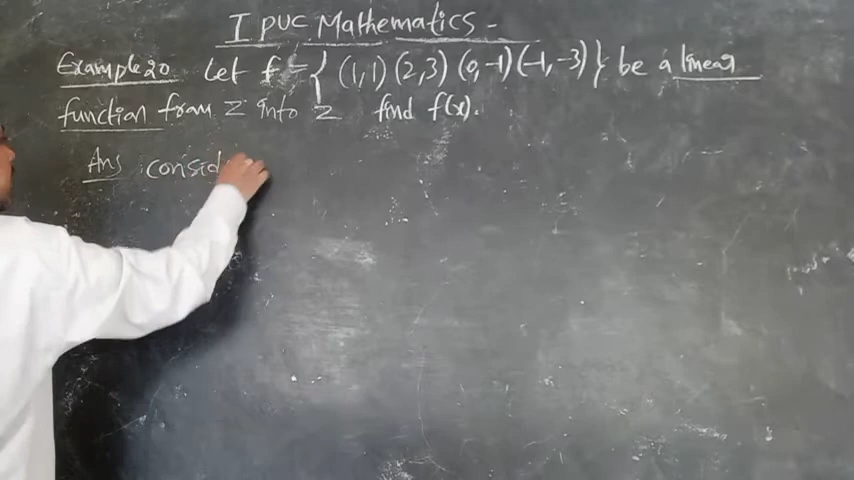 I PUC Mathematics -
Example 20 Let f = { (1,1) (2,3) (0,-1) (-1,-3) } be a linear
function from Z into Z find f(x).
Ans consid